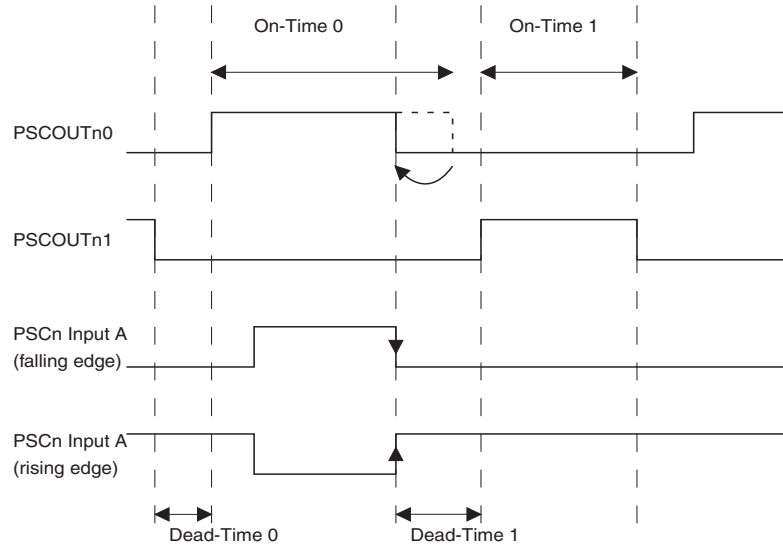 On-Time 0
On-Time 1
PSCOUTn0
PSCOUTn1
PSCn Input A
(falling edge)
PSCn Input A
(rising edge)
Dead-Time 0
Dead-Time 1